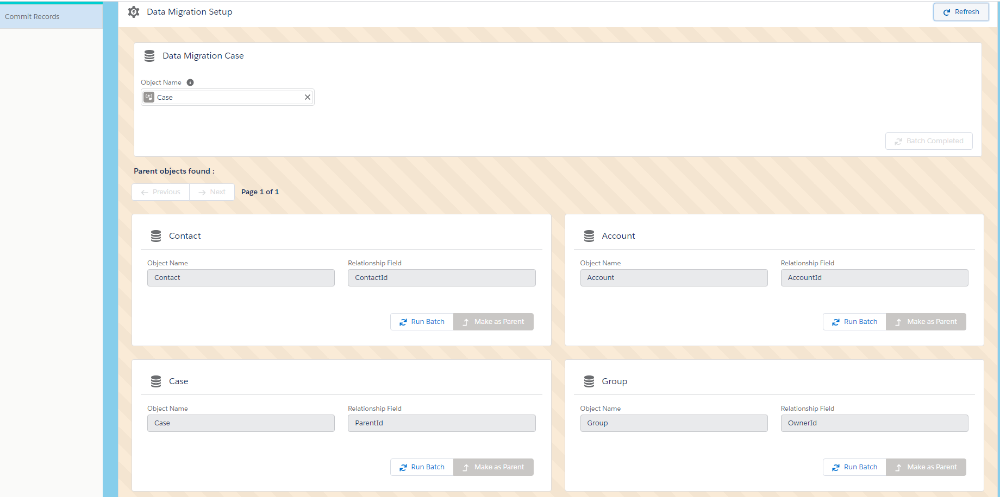 Commit Records
Data Migration Setup
Refresh
Data Migration Case
Object Name
Case
Batch Completed
Parent objects found :
Previous
Next
Page 1 of 1
Contact
Object Name
Relationship Field
Contact
ContactId
Run Batch
Make as Parent
Account
Object Name
Relationship Field
Account
AccountId
Run Batch
Make as Parent
Case
Object Name
Relationship Field
Case
ParentId
Run Batch
Make as Parent
Group
Object Name
Relationship Field
Group
OwnerId
Run Batch
Make as Parent